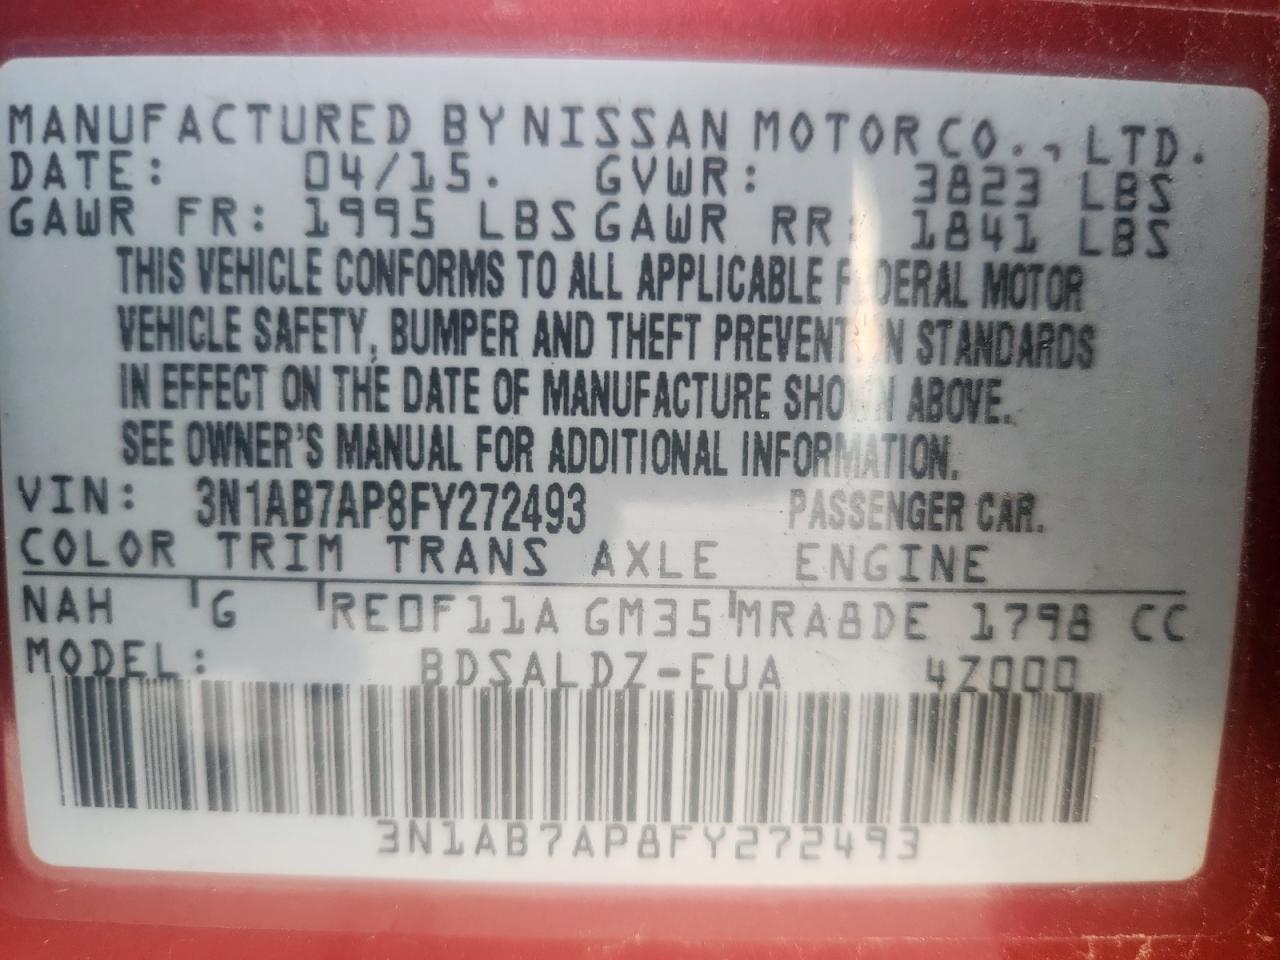 MANUFACTURED BY NISSAN MOTOR CO., LTD.
DATE: 04/15. GVWR: 3823 LBS
GAWR FR: 1995 LBS GAWR RR: 1841 LBS
THIS VEHICLE CONFORMS TO ALL APPLICABLE FEDERAL MOTOR
VEHICLE SAFETY, BUMPER AND THEFT PREVENTION STANDARDS
IN EFFECT ON THE DATE OF MANUFACTURE SHOWN ABOVE.
SEE OWNER'S MANUAL FOR ADDITIONAL INFORMATION.
VIN: 3N1AB7AP8FY272493 PASSENGER CAR.
COLOR TRIM TRANS AXLE ENGINE
NAH G RE0F11A GM35 MRA8DE 1798 CC
MODEL: BDSALDZ-EUA 4Z000
3N1AB7AP8FY272493